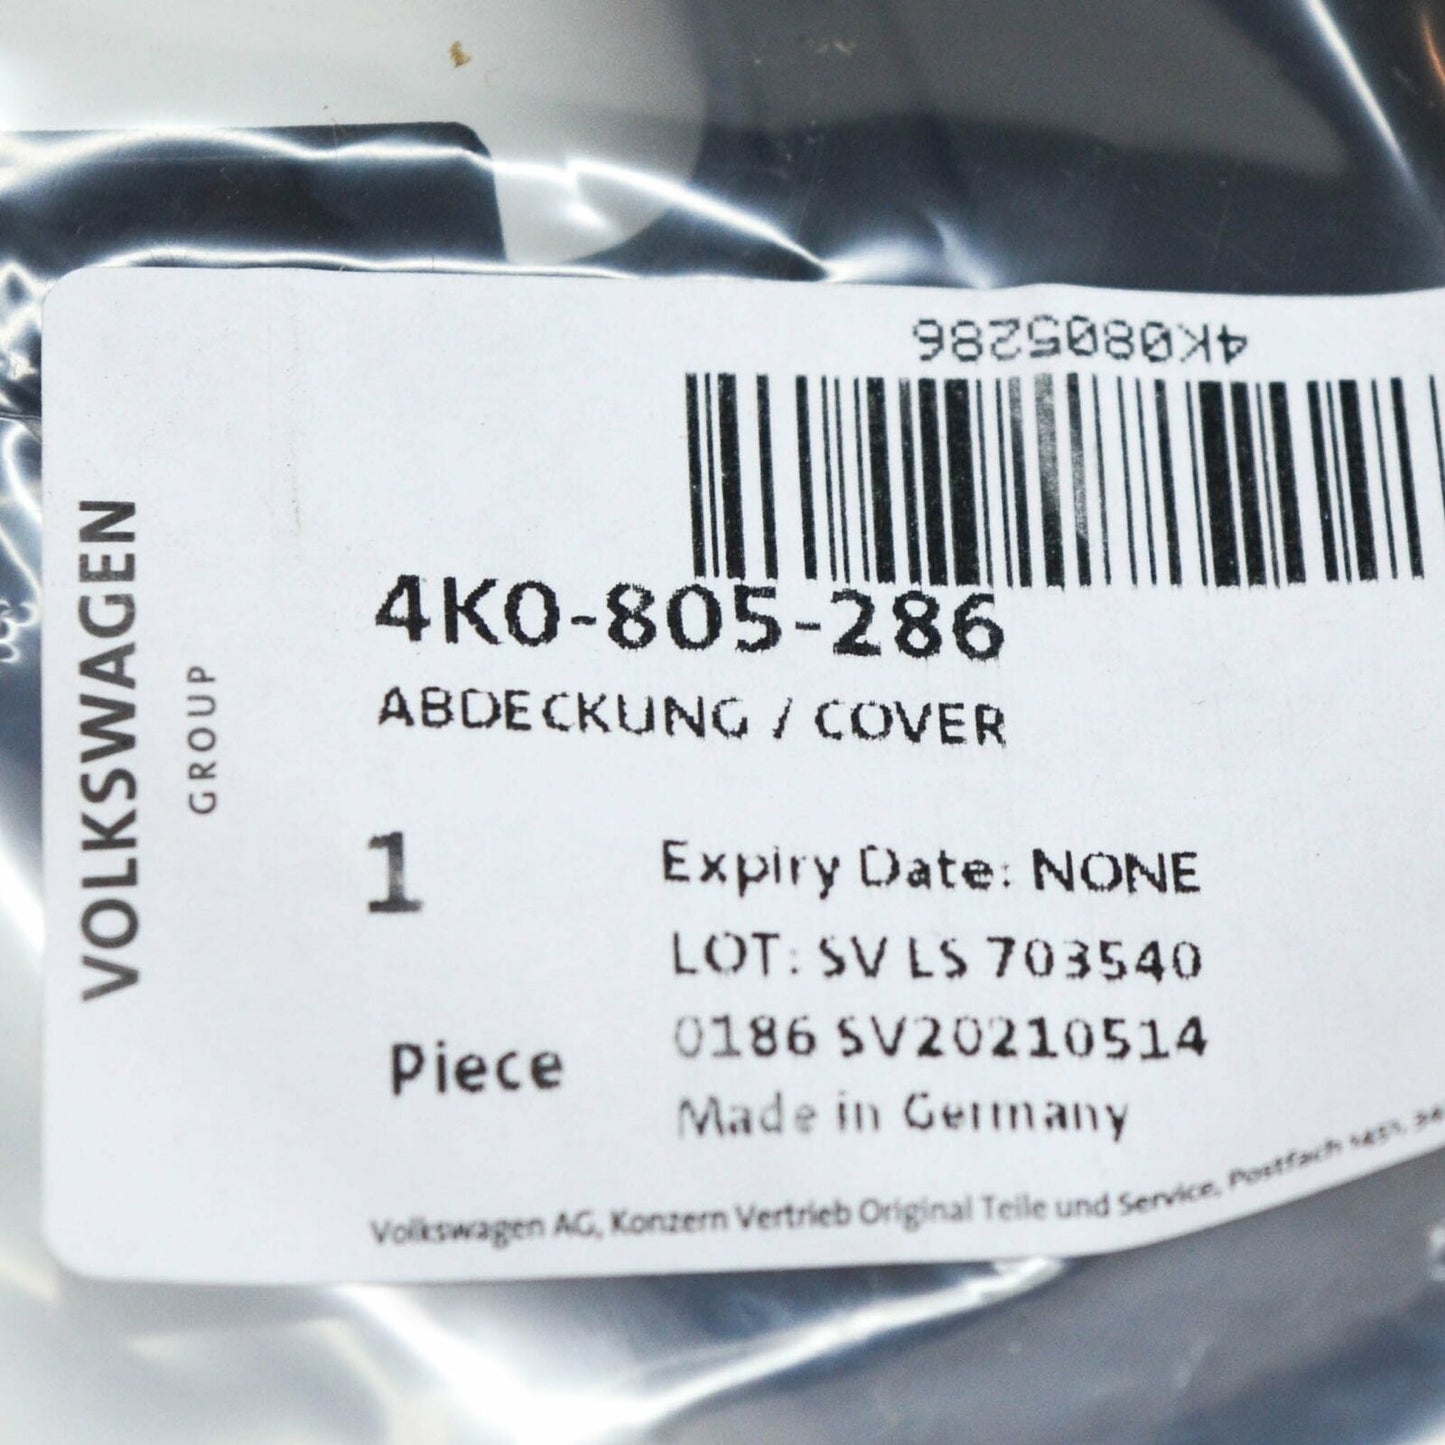 4K0805286
VOLKSWAGEN
GROUP
4K0-805-286
ABDECKUNG / COVER
1
Expiry Date: NONE
LOT: SV LS 703540
0186 SV20210514
Piece
Made in Germany
Volkswagen AG, Konzern Vertrieb Original Teile und Service, Postfach